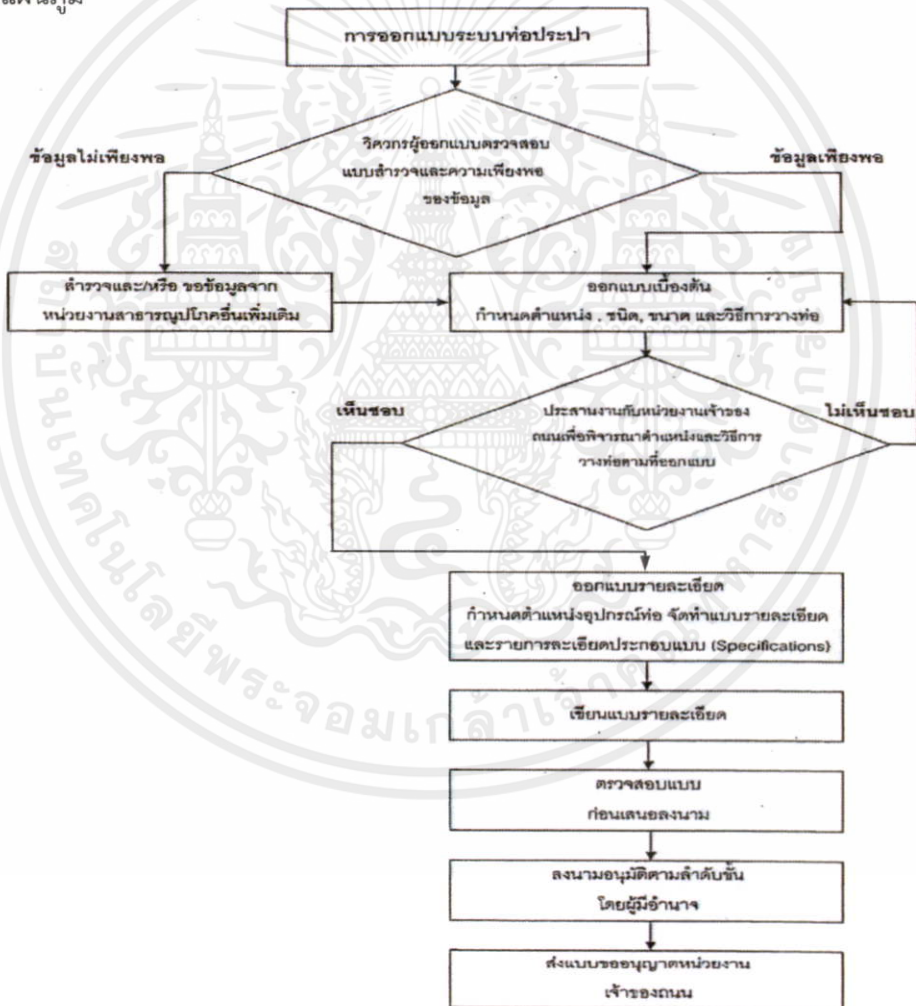 การออกแบบระบบท่อประปา
วิศวกรผู้ออกแบบตรวจสอบ
แบบสำรวจและความเพียงพอ
ของข้อมูล
ข้อมูลไม่เพียงพอ
ข้อมูลเพียงพอ
สำรวจและ/หรือ ขอข้อมูลจาก
หน่วยงานสาธารณูปโภคอื่นเพิ่มเติม
ออกแบบเบื้องต้น
กำหนดตำแหน่ง , ชนิด, ขนาด และวิธีการวางท่อ
เห็นชอบ
ไม่เห็นชอบ
ประสานงานกับหน่วยงานเจ้าของ
ถนนเพื่อพิจารณาตำแหน่งและวิธีการ
วางท่อตามที่ออกแบบ
ออกแบบรายละเอียด
กำหนดตำแหน่งอุปกรณ์ท่อ จัดทำแบบรายละเอียด
และรายการละเอียดประกอบแบบ (Specifications)
เขียนแบบรายละเอียด
ตรวจสอบแบบ
ก่อนเสนอลงนาม
ลงนามอนุมัติตามลำดับขั้น
โดยผู้มีอำนาจ
ส่งแบบขออนุญาตหน่วยงาน
เจ้าของถนน